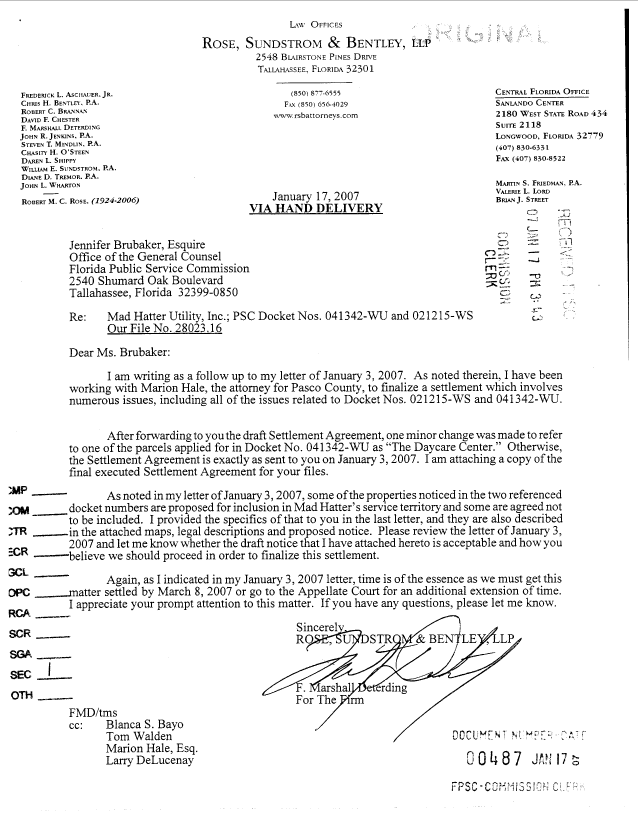 LAW OFFICES
ORIGINAL
ROSE, SUNDSTROM & BENTLEY, LLP
2548 BLAIRSTONE PINES DRIVE
TALLAHASSEE, FLORIDA 32301
(850) 877-6555
FAX (850) 656-4029
www.rsbattorneys.com
FREDERICK L. ASCHAUER, JR.
CHRIS H. BENTLEY, P.A.
ROBERT C. BRANNAN
DAVID F. CHESTER
F. MARSHALL DETERDING
JOHN R. JENKINS, P.A.
STEVEN T. MINDLIN, P.A.
CHASITY H. O'STEEN
DAREN L. SHIPPY
WILLIAM E. SUNDSTROM, P.A.
DIANE D. TREMOR, P.A.
JOHN L. WHARTON
ROBERT M. C. ROSE, (1924-2006)
CENTRAL FLORIDA OFFICE
SANLANDO CENTER
2180 WEST STATE ROAD 434
SUITE 2118
LONGWOOD, FLORIDA 32779
(407) 830-6331
FAX (407) 830-8522
MARTIN S. FRIEDMAN, P.A.
VALERIE L. LORD
BRIAN J. STREET
January 17, 2007
VIA HAND DELIVERY
RECEIVED
07 JAN 17 PM 3:43
COMMISSION
CLERK
Jennifer Brubaker, Esquire
Office of the General Counsel
Florida Public Service Commission
2540 Shumard Oak Boulevard
Tallahassee, Florida 32399-0850
Re: Mad Hatter Utility, Inc.; PSC Docket Nos. 041342-WU and 021215-WS
Our File No. 28023.16
Dear Ms. Brubaker:
I am writing as a follow up to my letter of January 3, 2007. As noted therein, I have been
working with Marion Hale, the attorney for Pasco County, to finalize a settlement which involves
numerous issues, including all of the issues related to Docket Nos. 021215-WS and 041342-WU.
After forwarding to you the draft Settlement Agreement, one minor change was made to refer
to one of the parcels applied for in Docket No. 041342-WU as "The Daycare Center." Otherwise,
the Settlement Agreement is exactly as sent to you on January 3, 2007. I am attaching a copy of the
final executed Settlement Agreement for your files.
As noted in my letter of January 3, 2007, some of the properties noticed in the two referenced
docket numbers are proposed for inclusion in Mad Hatter's service territory and some are agreed not
to be included. I provided the specifics of that to you in the last letter, and they are also described
in the attached maps, legal descriptions and proposed notice. Please review the letter of January 3,
2007 and let me know whether the draft notice that I have attached hereto is acceptable and how you
believe we should proceed in order to finalize this settlement.
Again, as I indicated in my January 3, 2007 letter, time is of the essence as we must get this
matter settled by March 8, 2007 or go to the Appellate Court for an additional extension of time.
I appreciate your prompt attention to this matter. If you have any questions, please let me know.
CMP
COM
CTR
ECR
GCL
OPC
RCA
SCR
SGA
SEC 1
OTH
Sincerely,
ROSE, SUNDSTROM & BENTLEY, LLP
F. Marshall Deterding
For The Firm
FMD/tms
cc: Blanca S. Bayo
Tom Walden
Marion Hale, Esq.
Larry DeLucenay
DOCUMENT NUMBER-DATE
00487 JAN 17
FPSC-COMMISSION CLERK